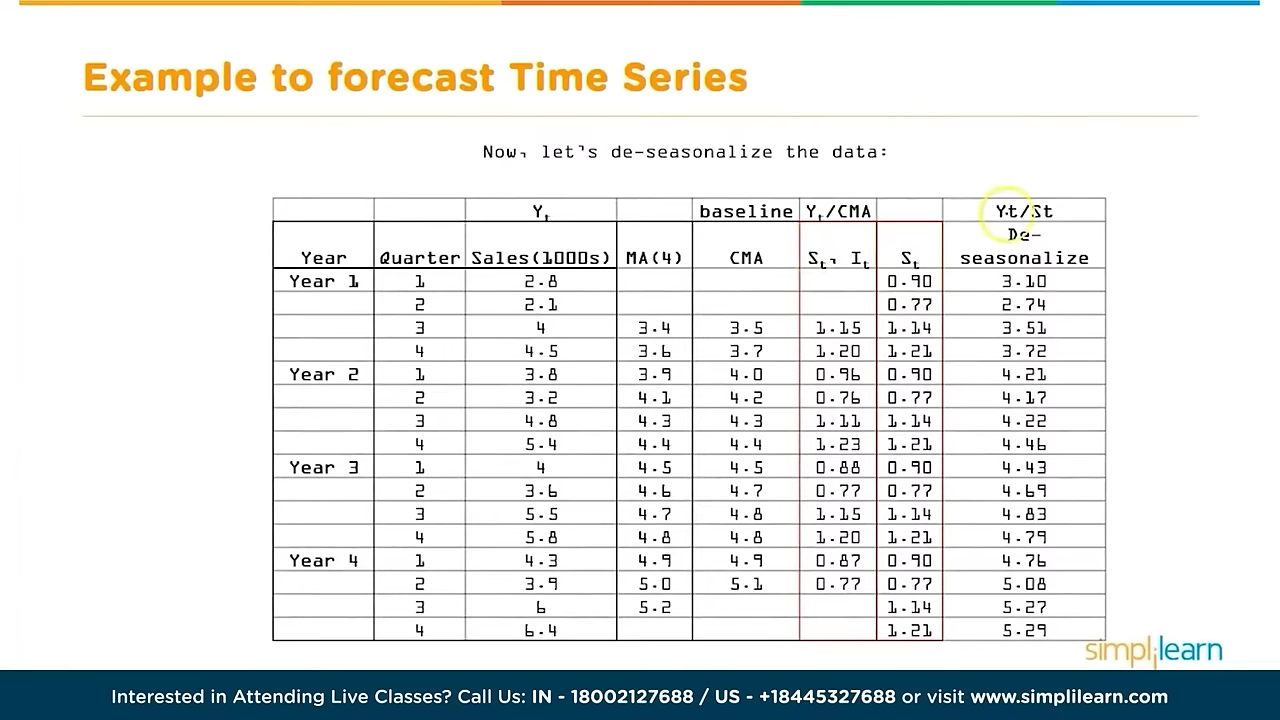 Example to forecast Time Series
Now, let's de-seasonalize the data:
Yt baseline Yt/CMA Yt/St
Year Quarter Sales(1000s) MA(4) CMA St, It St De-seasonalize
Year 1 1 2.8 0.90 3.10
2 2.1 0.77 2.74
3 4 3.4 3.5 1.15 1.14 3.51
4 4.5 3.6 3.7 1.20 1.21 3.72
Year 2 1 3.8 3.9 4.0 0.96 0.90 4.21
2 3.2 4.1 4.2 0.76 0.77 4.17
3 4.8 4.3 4.3 1.11 1.14 4.22
4 5.4 4.4 4.4 1.23 1.21 4.46
Year 3 1 4 4.5 4.5 0.88 0.90 4.43
2 3.6 4.6 4.7 0.77 0.77 4.69
3 5.5 4.7 4.8 1.15 1.14 4.83
4 5.8 4.8 4.8 1.20 1.21 4.79
Year 4 1 4.3 4.9 4.9 0.87 0.90 4.76
2 3.9 5.0 5.1 0.77 0.77 5.08
3 6 5.2 1.14 5.27
4 6.4 1.21 5.29
simplilearn
Interested in Attending Live Classes? Call Us: IN - 18002127688 / US - +18445327688 or visit www.simplilearn.com